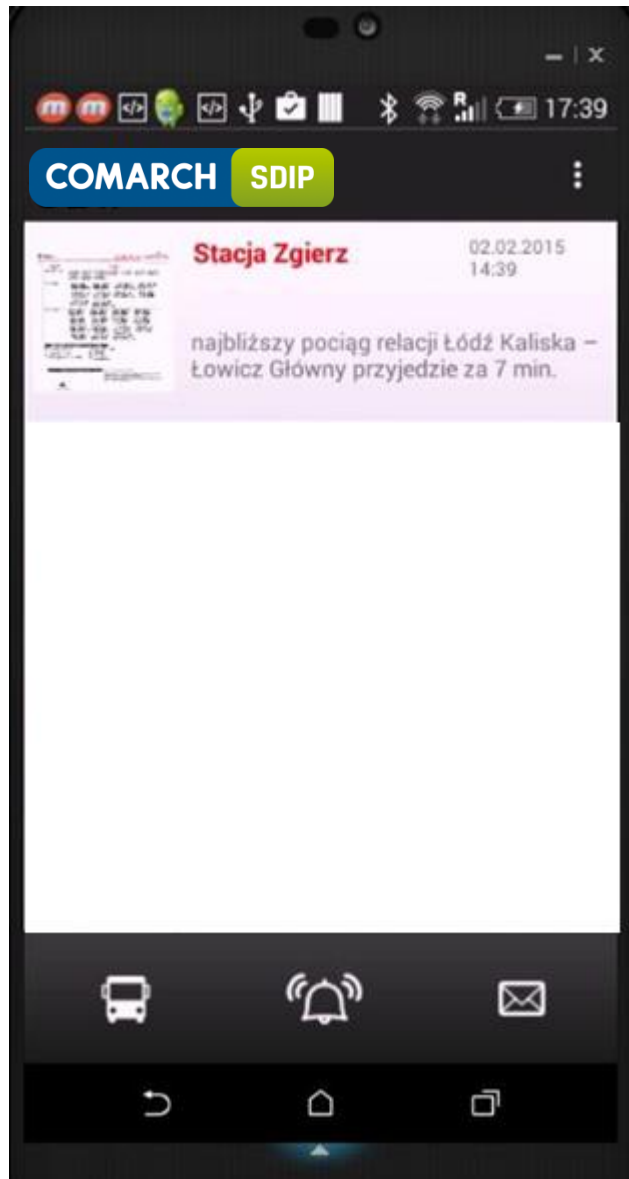 17:39
COMARCH SDIP
Stacja Zgierz
02.02.2015
14:39
najbliższy pociąg relacji Łódź Kaliska –
Łowicz Główny przyjedzie za 7 min.